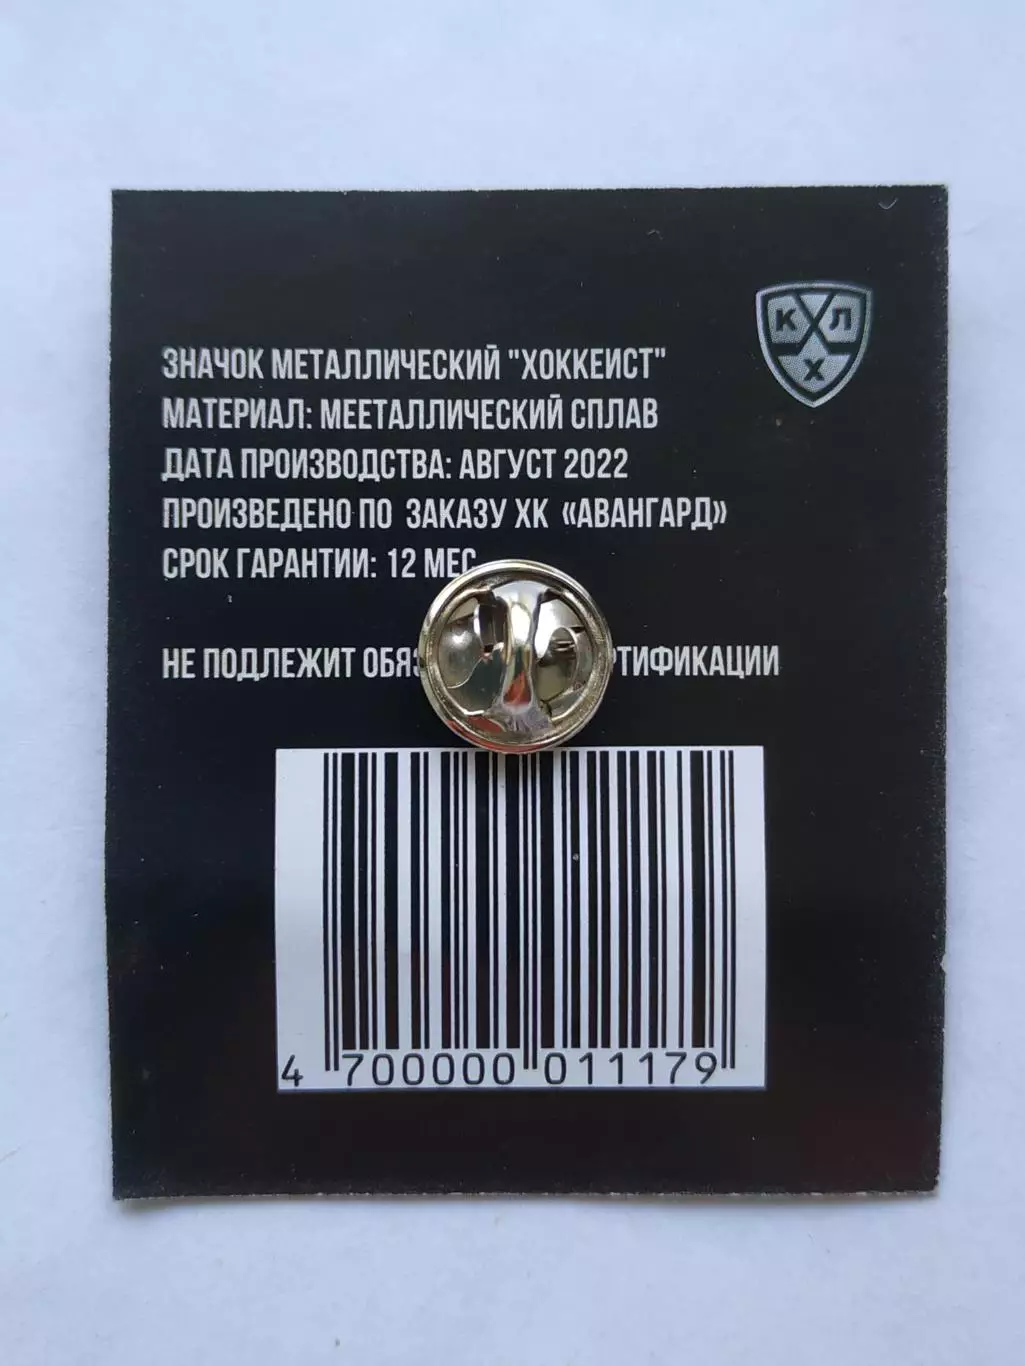 КХЛ
ЗНАЧОК МЕТАЛЛИЧЕСКИЙ "ХОККЕИСТ"
МАТЕРИАЛ: МЕЕТАЛЛИЧЕСКИЙ СПЛАВ
ДАТА ПРОИЗВОДСТВА: АВГУСТ 2022
ПРОИЗВЕДЕНО ПО ЗАКАЗУ ХК «АВАНГАРД»
СРОК ГАРАНТИИ: 12 МЕС
НЕ ПОДЛЕЖИТ
4 700000 011179